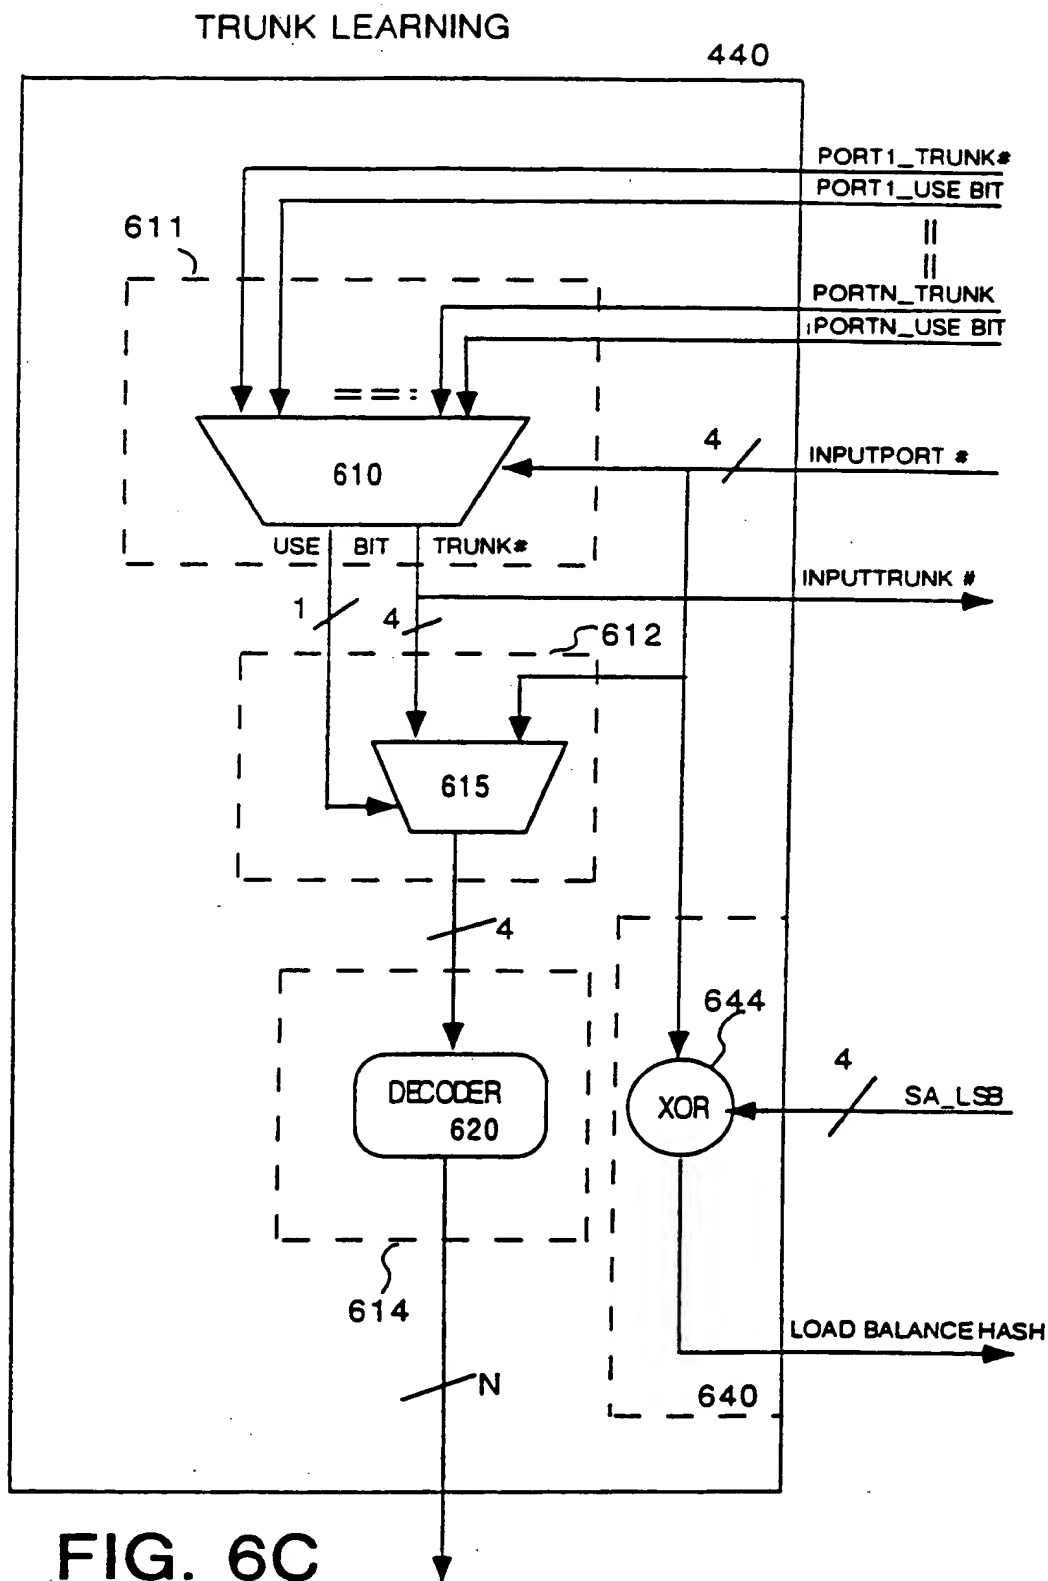 TRUNK LEARNING
440
PORT1_TRUNK#
PORT1_USE BIT
611
PORTN_TRUNK
PORTN_USE BIT
4
INPUTPORT #
610
USE BIT TRUNK#
INPUTTRUNK #
1
4
612
615
4
644
DECODER
620
XOR
4
SA_LSB
614
LOAD BALANCE HASH
N
640
FIG. 6C